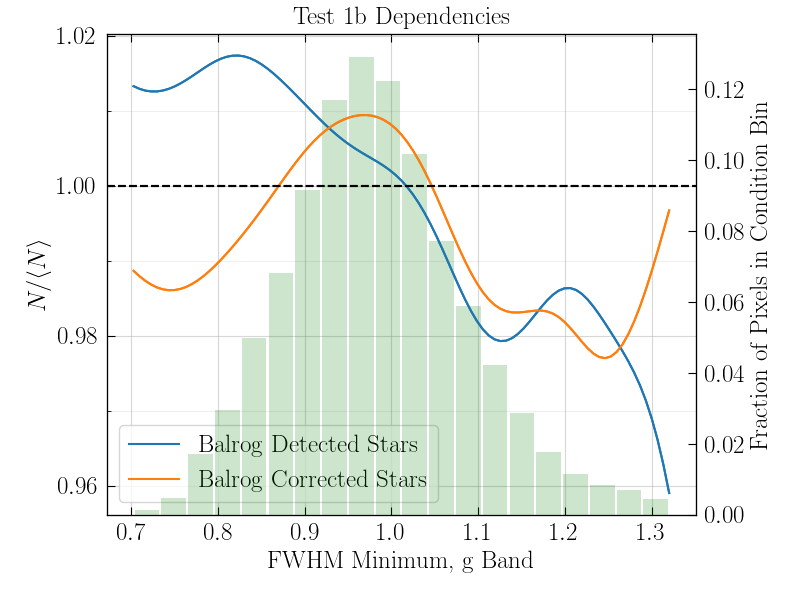 Test 1b Dependencies
1.02
1.00
0.98
0.96
N/⟨N⟩
0.12
0.10
0.08
0.06
0.04
0.02
0.00
Fraction of Pixels in Condition Bin
Balrog Detected Stars
Balrog Corrected Stars
0.7 0.8 0.9 1.0 1.1 1.2 1.3
FWHM Minimum, g Band